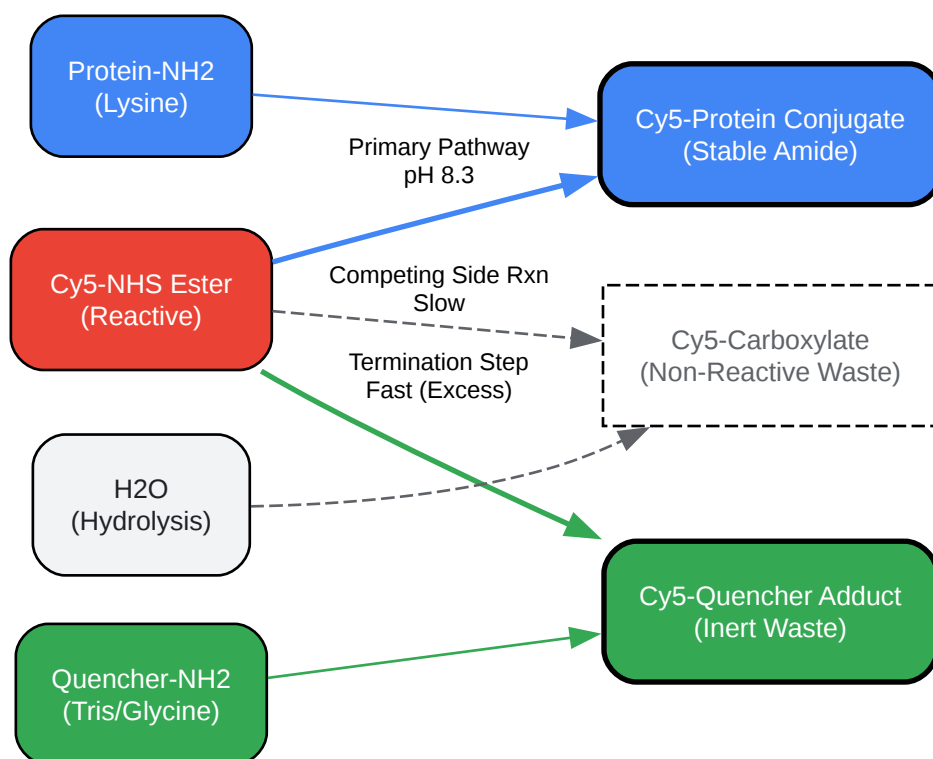 Protein-NH2
(Lysine)
Cy5-Protein Conjugate
(Stable Amide)
Primary Pathway
pH 8.3
Cy5-NHS Ester
(Reactive)
Competing Side Rxn
Slow
Cy5-Carboxylate
(Non-Reactive Waste)
Termination Step
Fast (Excess)
H2O
(Hydrolysis)
Cy5-Quencher Adduct
(Inert Waste)
Quencher-NH2
(Tris/Glycine)